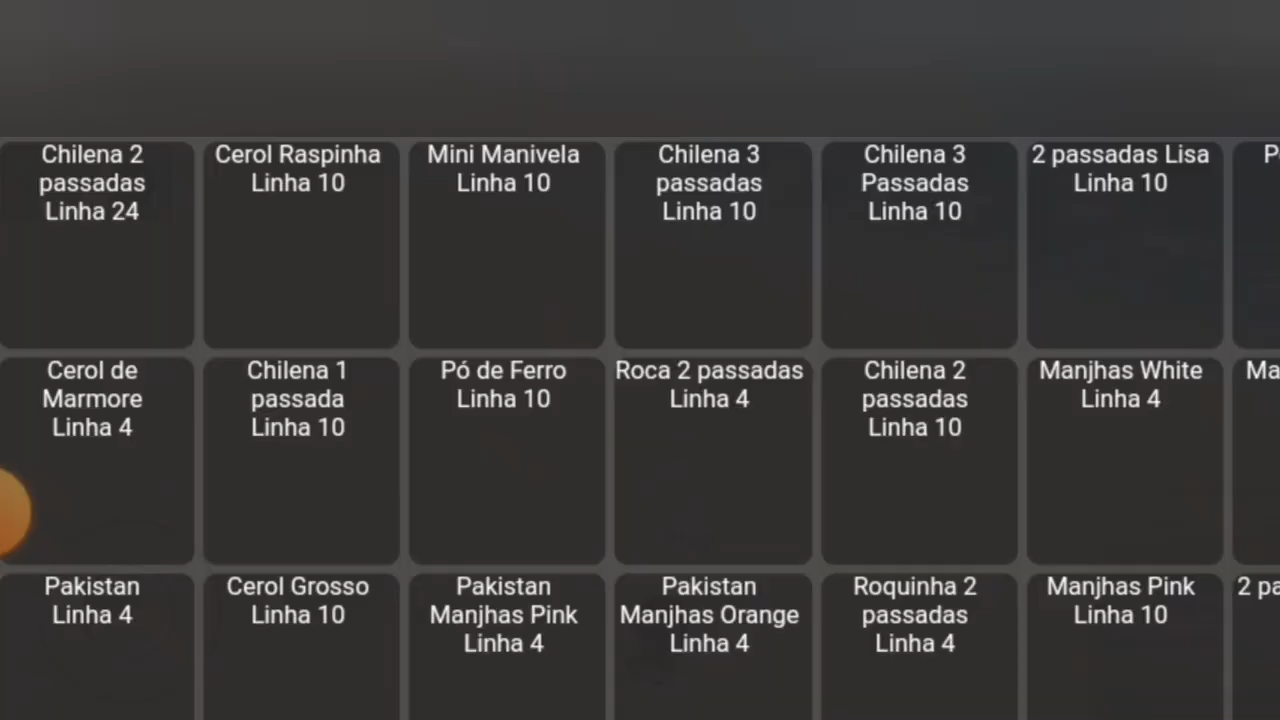 Chilena 2
passadas
Linha 24
Cerol Raspinha
Linha 10
Mini Manivela
Linha 10
Chilena 3
passadas
Linha 10
Chilena 3
Passadas
Linha 10
2 passadas Lisa
Linha 10
Cerol de
Marmore
Linha 4
Chilena 1
passada
Linha 10
Pó de Ferro
Linha 10
Roca 2 passadas
Linha 4
Chilena 2
passadas
Linha 10
Manjhas White
Linha 4
Pakistan
Linha 4
Cerol Grosso
Linha 10
Pakistan
Manjhas Pink
Linha 4
Pakistan
Manjhas Orange
Linha 4
Roquinha 2
passadas
Linha 4
Manjhas Pink
Linha 10